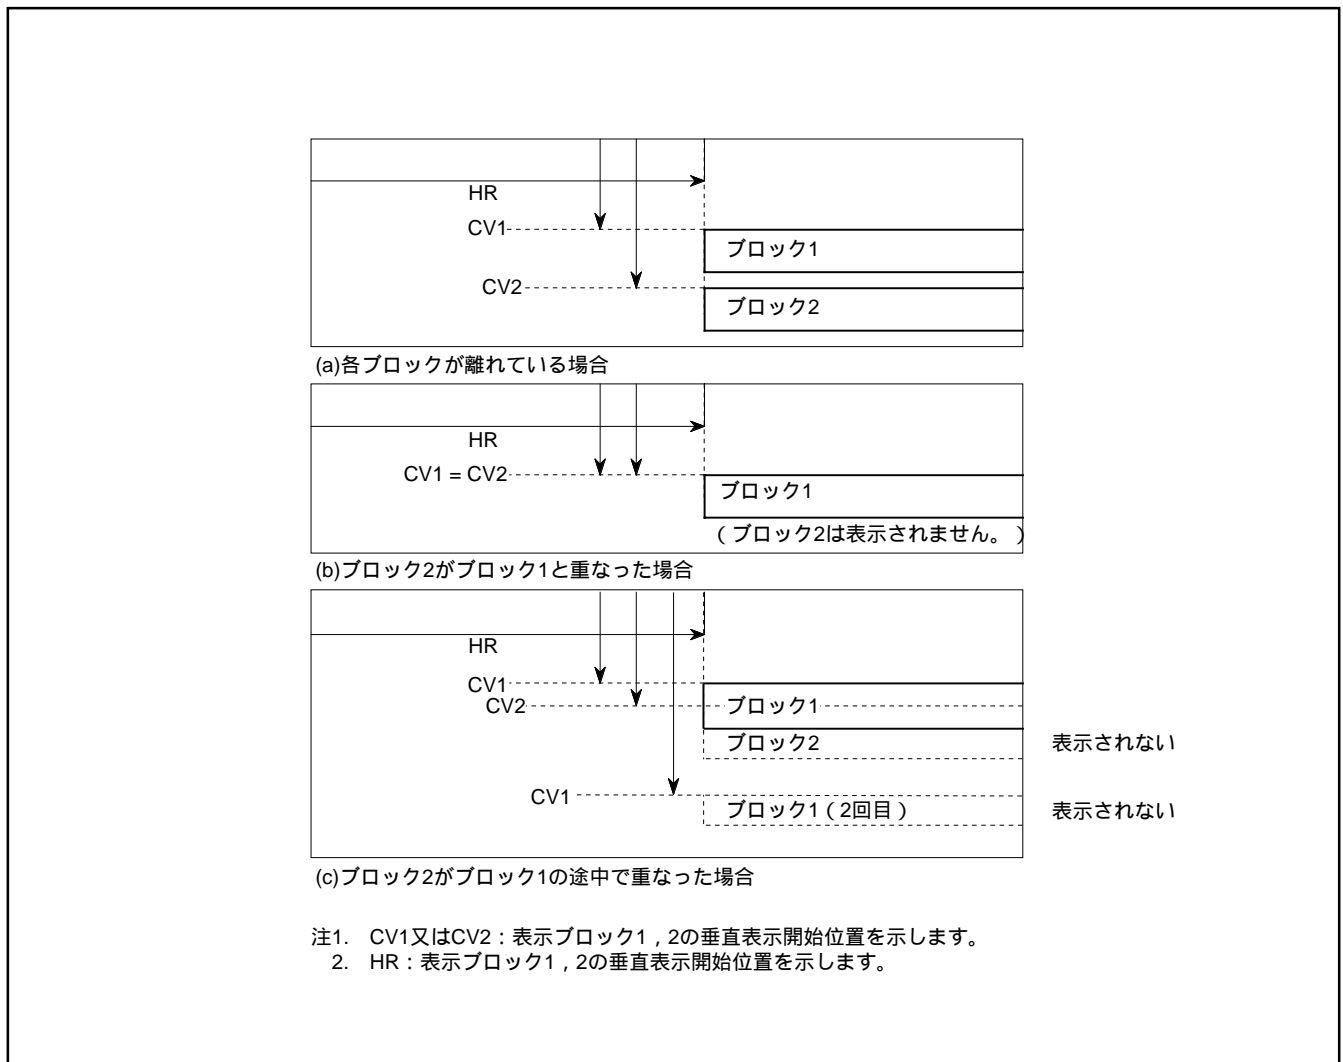 HR
CV1
ブロック1
CV2
ブロック2
(a)各ブロックが離れている場合
HR
CV1 = CV2
ブロック1
（ブロック2は表示されません。）
(b)ブロック2がブロック1と重なった場合
HR
CV1
CV2
ブロック1
ブロック2
表示されない
CV1
ブロック1（2回目）
表示されない
(c)ブロック2がブロック1の途中で重なった場合
注1. CV1又はCV2：表示ブロック1，2の垂直表示開始位置を示します。
2. HR：表示ブロック1，2の垂直表示開始位置を示します。